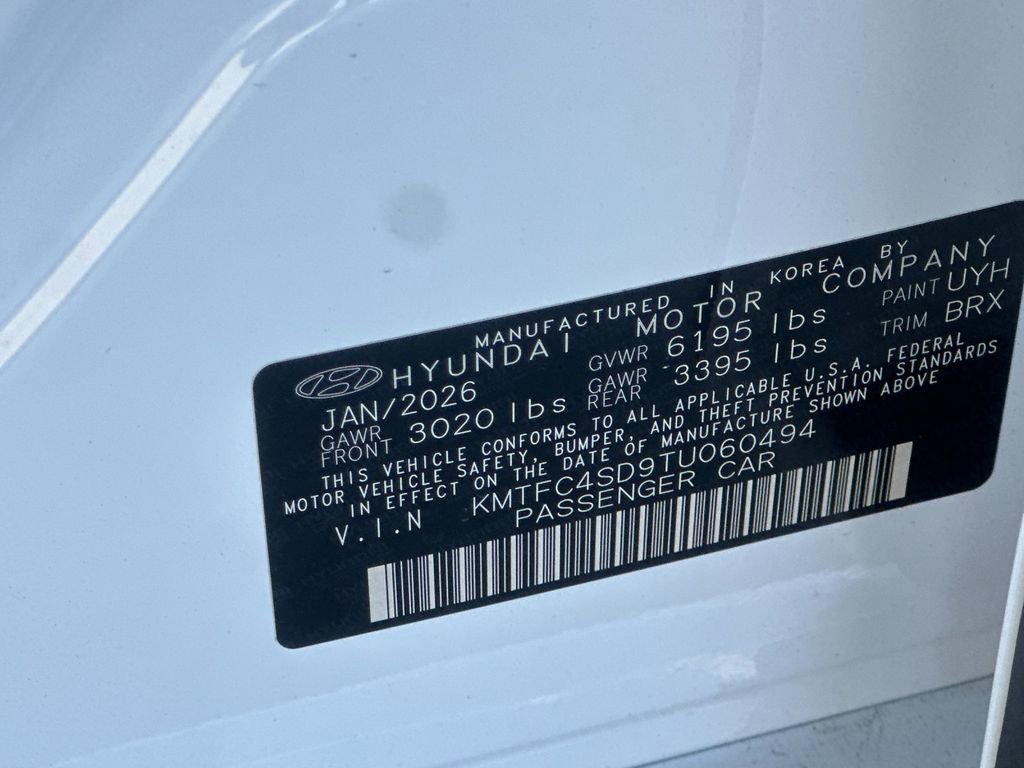 MANUFACTURED IN KOREA BY
HYUNDAI MOTOR COMPANY
JAN/2026 GVWR 6195 lbs PAINT UYH
GAWR FRONT 3020 lbs GAWR REAR 3395 lbs TRIM BRX
THIS VEHICLE CONFORMS TO ALL APPLICABLE U.S.A. FEDERAL
MOTOR VEHICLE SAFETY, BUMPER, AND THEFT PREVENTION STANDARDS
IN EFFECT ON THE DATE OF MANUFACTURE SHOWN ABOVE
V.I.N KMTFC4SD9TU060494
PASSENGER CAR